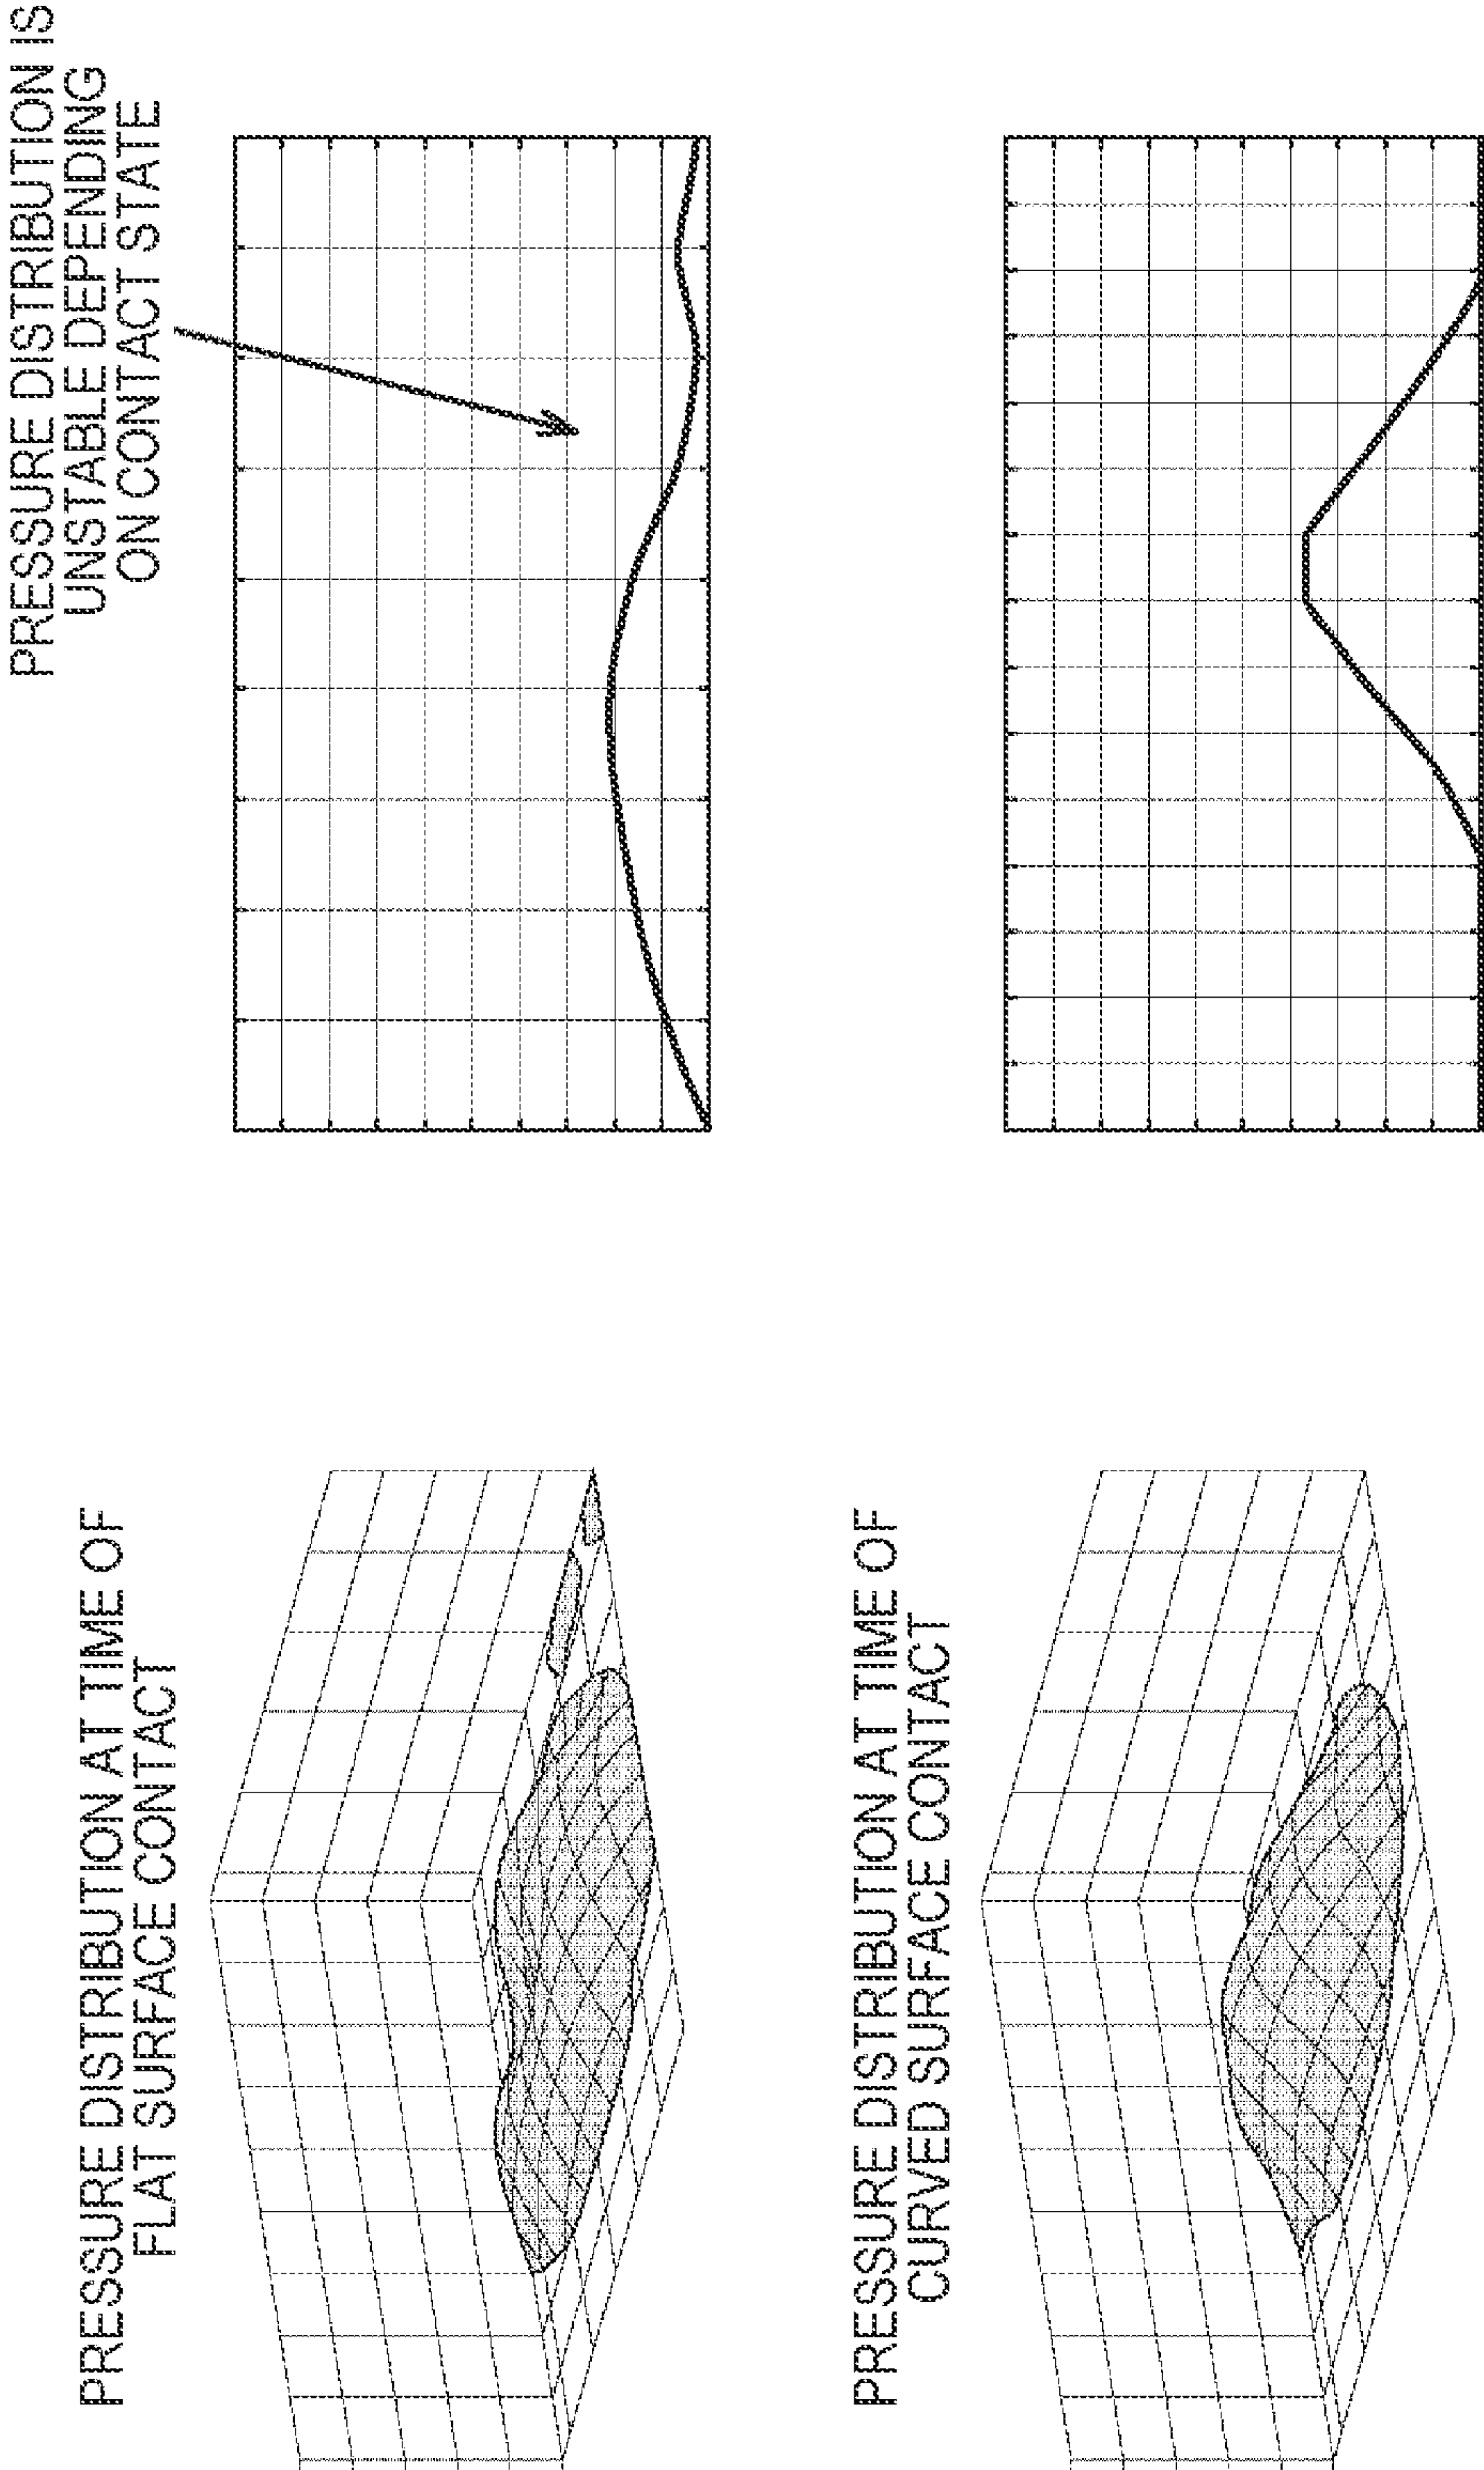 PRESSURE DISTRIBUTION AT TIME OF
FLAT SURFACE CONTACT
PRESSURE DISTRIBUTION IS
UNSTABLE DEPENDING
ON CONTACT STATE
PRESSURE DISTRIBUTION AT TIME OF
CURVED SURFACE CONTACT